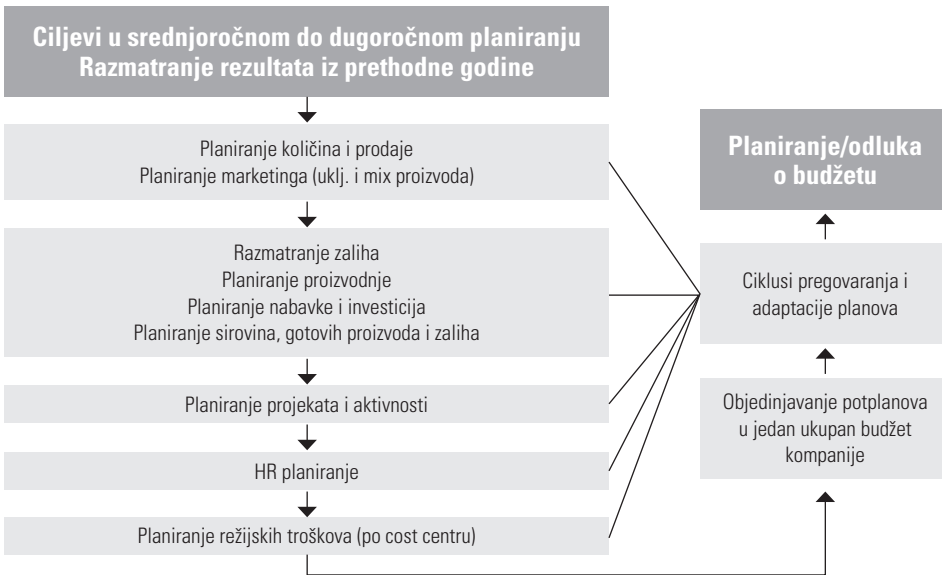 Ciljevi u srednjoročnom do dugoročnom planiranju
Razmatranje rezultata iz prethodne godine
Planiranje količina i prodaje
Planiranje marketinga (uklj. i mix proizvoda)
Razmatranje zaliha
Planiranje proizvodnje
Planiranje nabavke i investicija
Planiranje sirovina, gotovih proizvoda i zaliha
Planiranje projekata i aktivnosti
HR planiranje
Planiranje režijskih troškova (po cost centru)
Planiranje/odluka
o budžetu
Ciklusi pregovaranja i
adaptacije planova
Objedinjavanje potplanova
u jedan ukupan budžet
kompanije